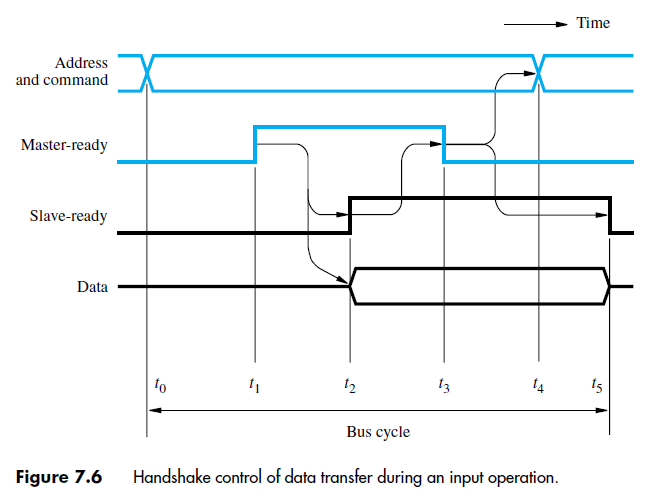 Time
Address
and command
Master-ready
Slave-ready
Data
t0 t1 t2 t3 t4 t5
Bus cycle
Figure 7.6 Handshake control of data transfer during an input operation.